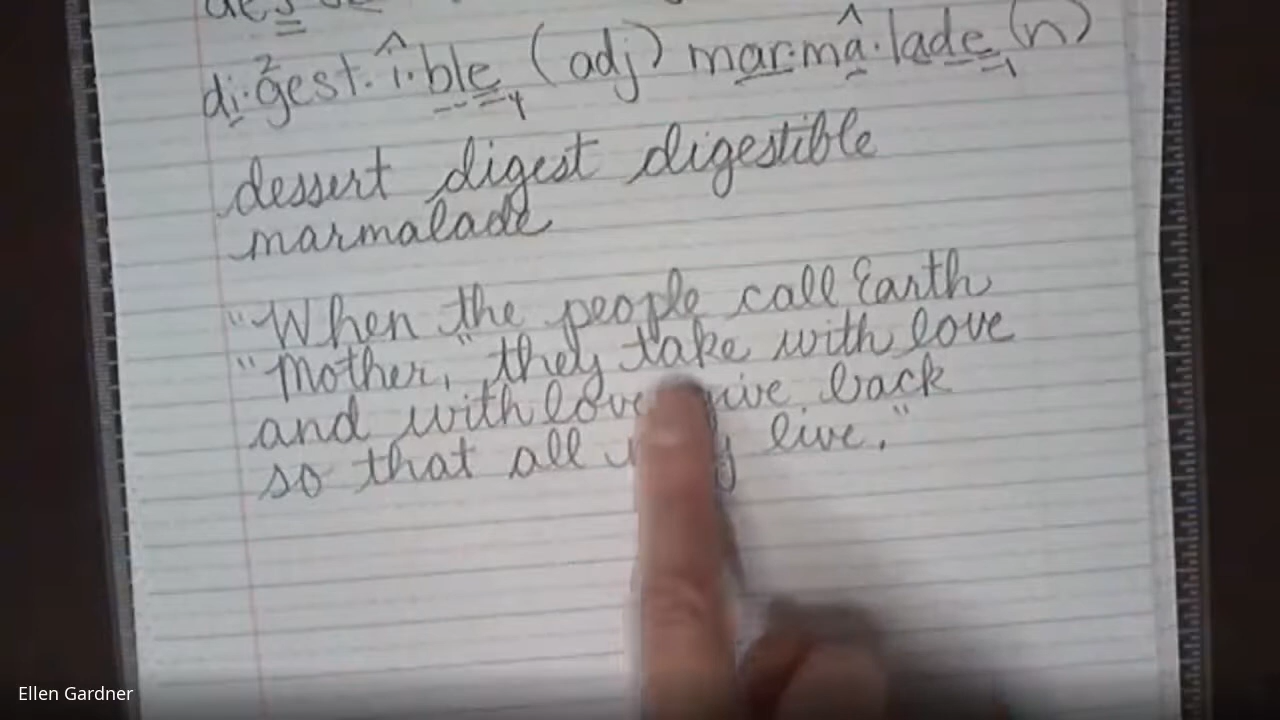 di·gest·i·ble (adj) mar·ma·lade (n)
dessert digest digestible
marmalade
"When the people call Earth
"Mother," they take with love
and with love give back
so that all live."
Ellen Gardner